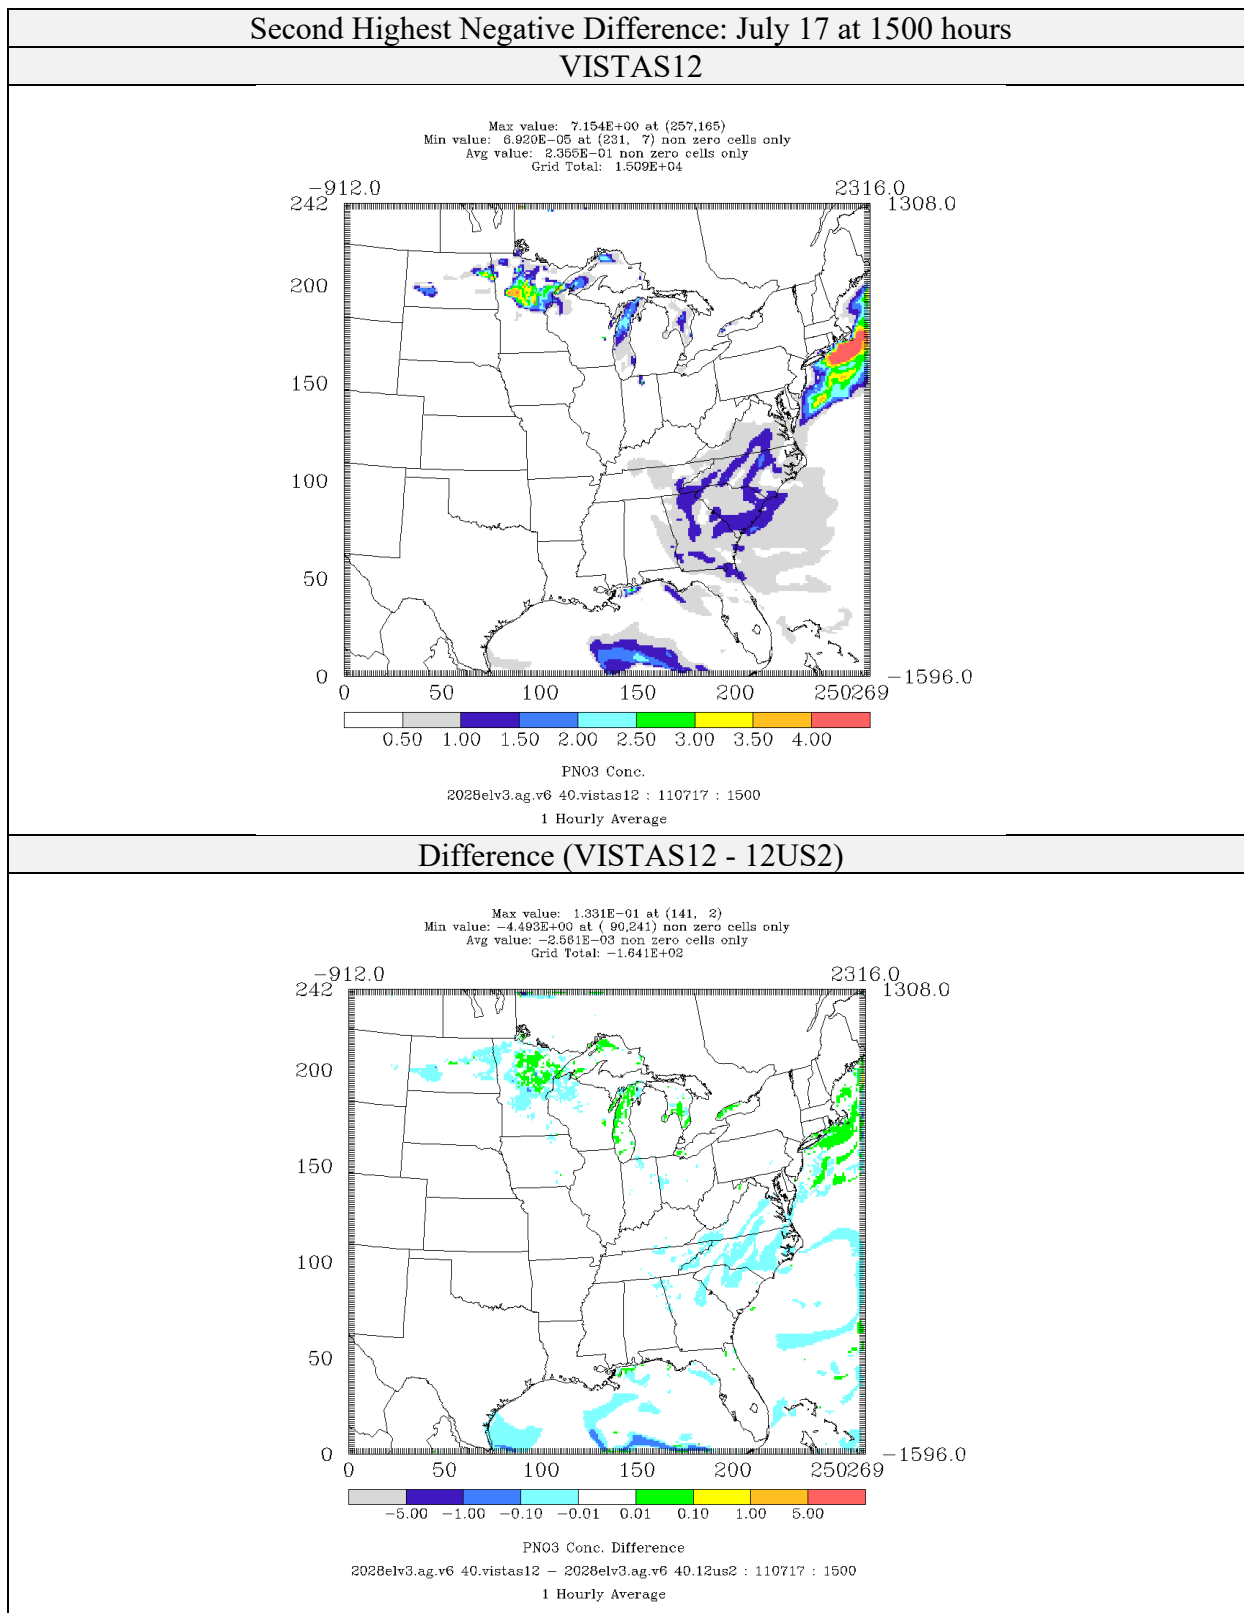 Second Highest Negative Difference: July 17 at 1500 hours
VISTAS12
Max value: 7.154E+00 at (257,165)
Min value: 6.920E-05 at (231, 7) non zero cells only
Avg value: 2.355E-01 non zero cells only
Grid Total: 1.509E+04
-912.0 2316.0
242 1308.0
200
150
100
50
0 -1596.0
0 50 100 150 200 250269
0.50 1.00 1.50 2.00 2.50 3.00 3.50 4.00
PNO3 Conc.
2028elv3.ag.v6 40.vistas12 : 110717 : 1500
1 Hourly Average
Difference (VISTAS12 - 12US2)
Max value: 1.331E-01 at (141, 2)
Min value: -4.493E+00 at ( 90,241) non zero cells only
Avg value: -2.561E-03 non zero cells only
Grid Total: -1.641E+02
-912.0 2316.0
242 1308.0
200
150
100
50
0 -1596.0
0 50 100 150 200 250269
-5.00 -1.00 -0.10 -0.01 0.01 0.10 1.00 5.00
PNO3 Conc. Difference
2028elv3.ag.v6 40.vistas12 - 2028elv3.ag.v6 40.12us2 : 110717 : 1500
1 Hourly Average